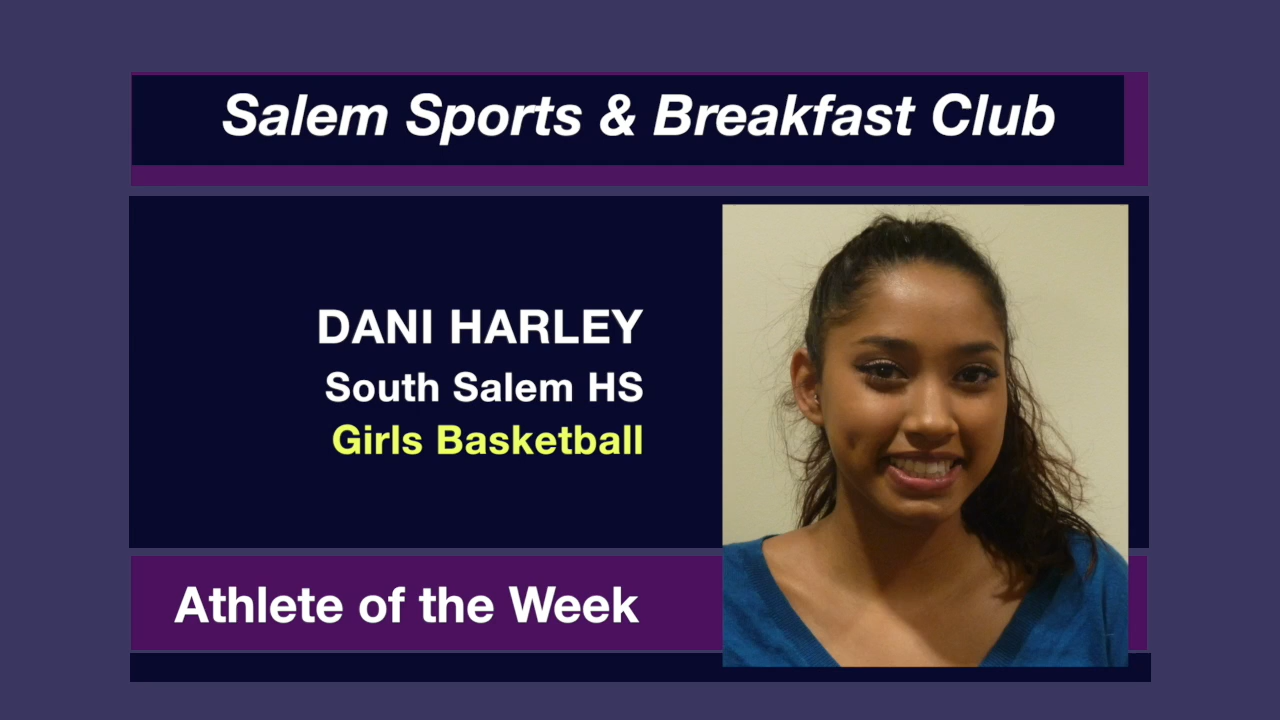 Salem Sports & Breakfast Club
DANI HARLEY
South Salem HS
Girls Basketball
Athlete of the Week